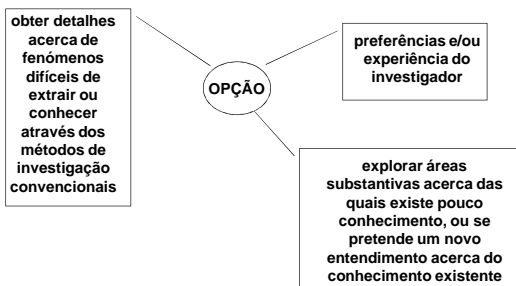 obter detalhes
acerca de
fenómenos
difíceis de
extrair ou
conhecer
através dos
métodos de
investigação
convencionais
OPÇÃO
preferências e/ou
experiência do
investigador
explorar áreas
substantivas acerca das
quais existe pouco
conhecimento, ou se
pretende um novo
entendimento acerca do
conhecimento existente